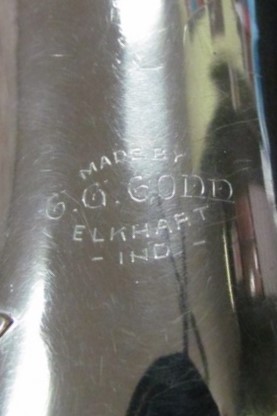 MADE BY
C. G. CONN
ELKHART
- IND -